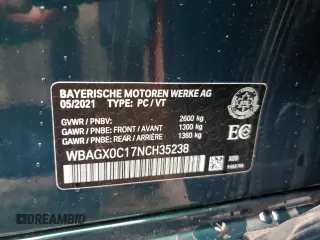 BAYERISCHE MOTOREN WERKE AG
05/2021 TYPE: PC / VT
GVWR / PNBV: 2600 kg
GAWR / PNBE: FRONT / AVANT 1300 kg
GAWR / PNBE: REAR / ARRIÈRE 1360 kg
WBAGX0C17NCH35238
EC
DREAMBID